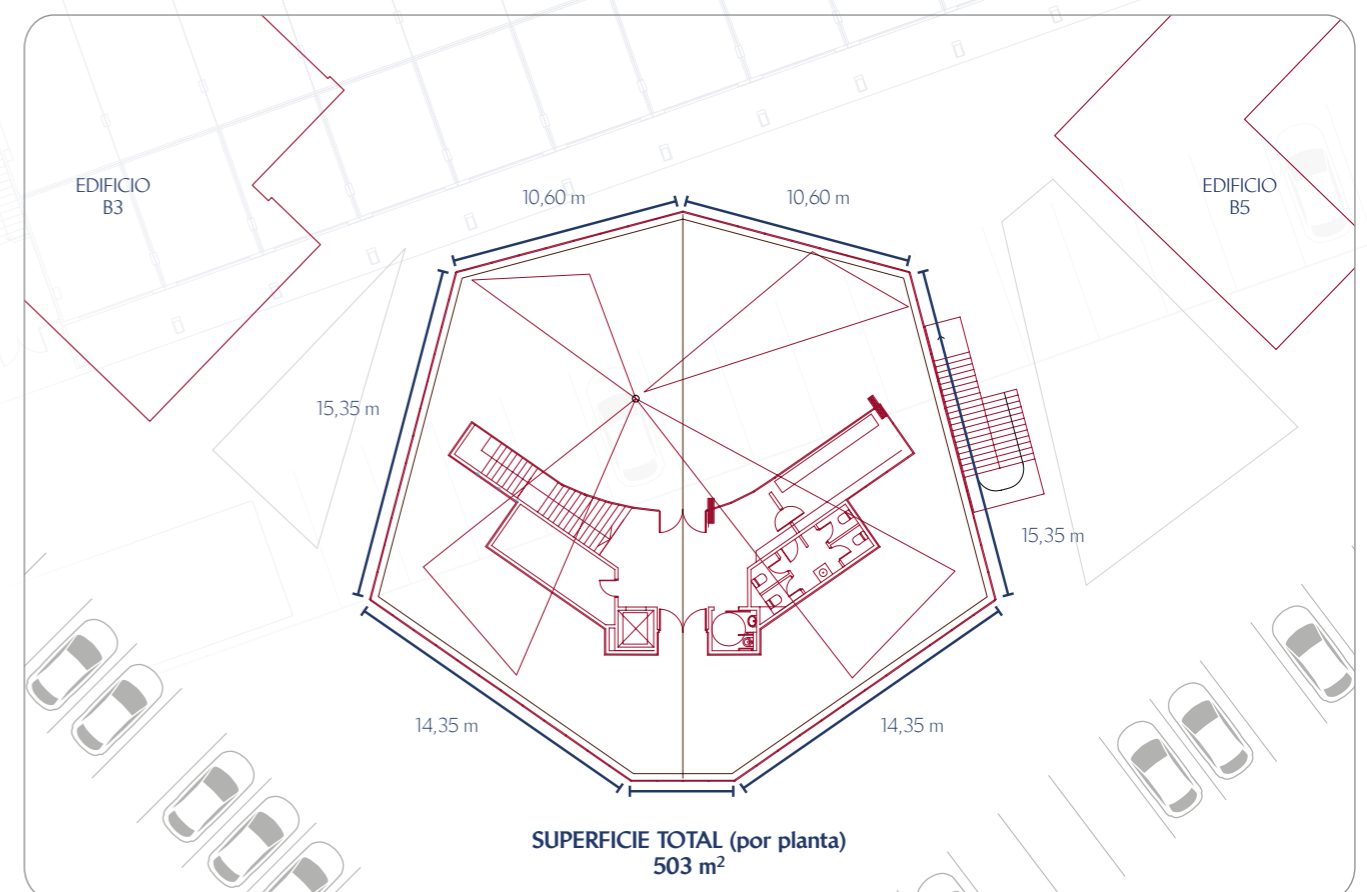 EDIFICIO
B3
EDIFICIO
B5
10,60 m
10,60 m
15,35 m
15,35 m
14,35 m
14,35 m
SUPERFICIE TOTAL (por planta)
503 m²